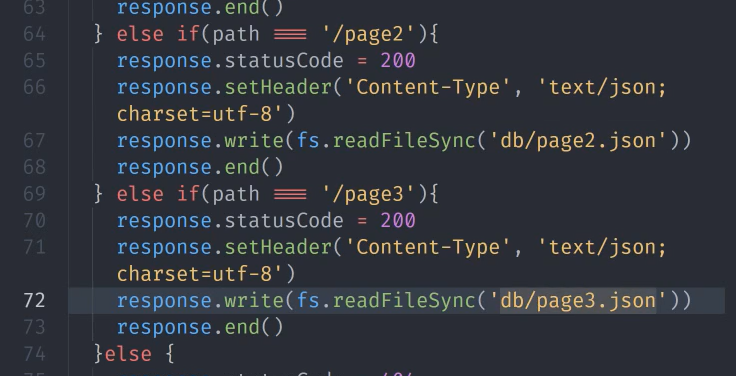 63 response.end()
64 } else if(path === '/page2'){
65 response.statusCode = 200
66 response.setHeader('Content-Type', 'text/json;
charset=utf-8')
67 response.write(fs.readFileSync('db/page2.json'))
68 response.end()
69 } else if(path === '/page3'){
70 response.statusCode = 200
71 response.setHeader('Content-Type', 'text/json;
charset=utf-8')
72 response.write(fs.readFileSync('db/page3.json'))
73 response.end()
74 }else {